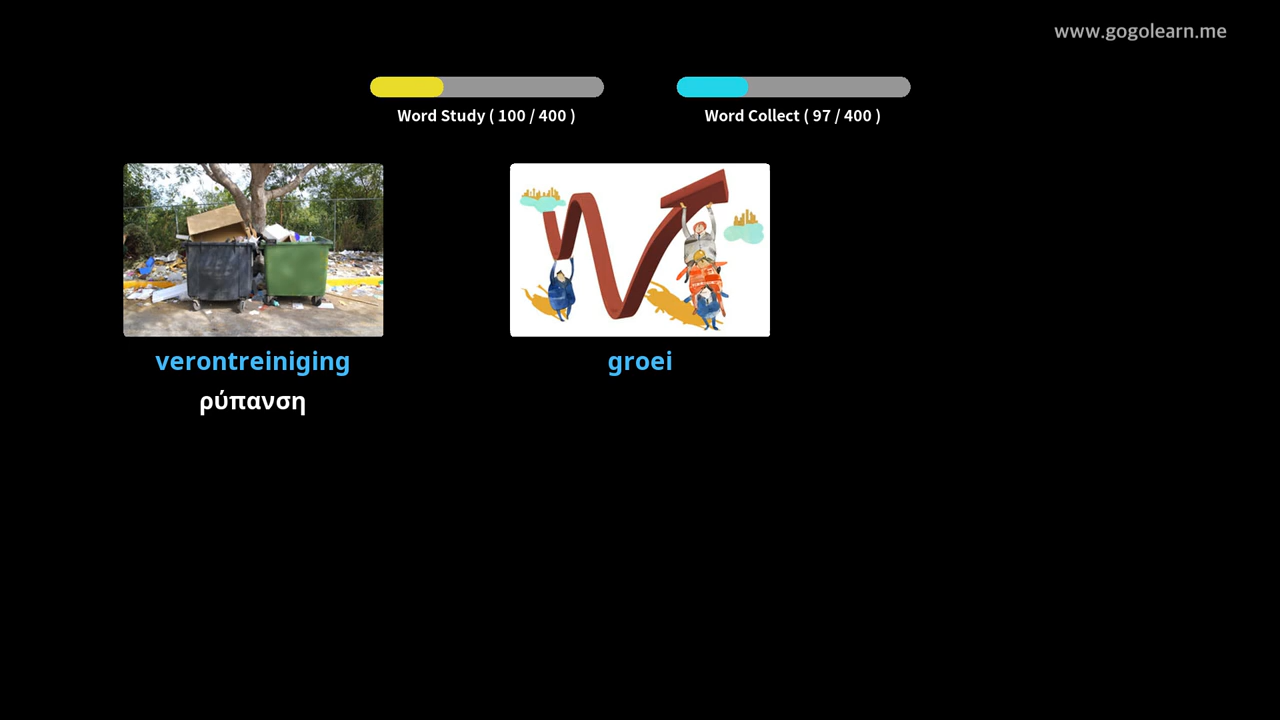 www.gogolearn.me
Word Study ( 100 / 400 )
Word Collect ( 97 / 400 )
verontreiniging
groei
ρύπανση